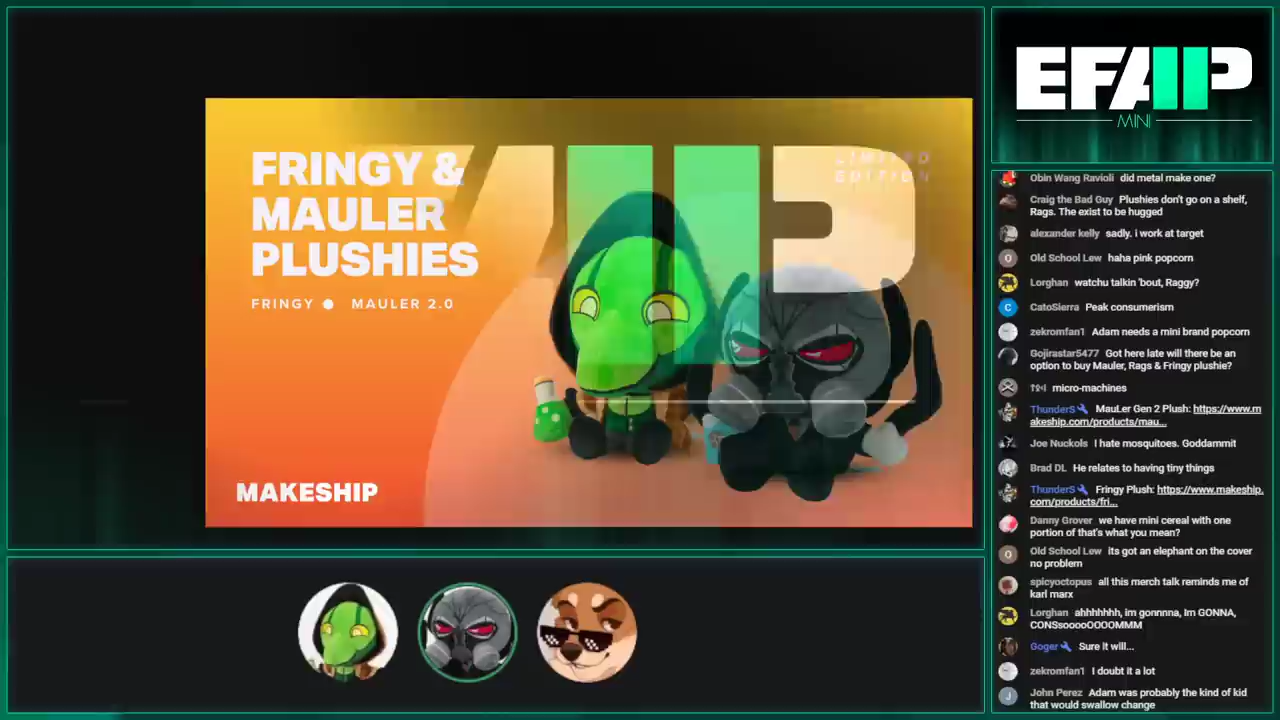 FRINGY &
MAULER
PLUSHIES
FRINGY ● MAULER 2.0
LIMITED
EDITION
MAKESHIP
EFAP
MINI
Obin Wang Ravioli did metal make one?
Craig the Bad Guy Plushies don't go on a shelf,
Rags. The exist to be hugged
alexander kelly sadly, i work at target
Old School Lew haha pink popcorn
Lorghan watchu talkin 'bout, Raggy?
CatoSierra Peak consumerism
zekromfan1 Adam needs a mini brand popcorn
Gojirastar5477 Got here late will there be an
option to buy Mauler, Rags & Fringy plushie?
micro-machines
ThunderS MauLer Gen 2 Plush: https://www.m
akeship.com/products/mau...
Joe Nuckols I hate mosquitoes. Goddammit
Brad DL He relates to having tiny things
ThunderS Fringy Plush: https://www.makeship.
com/products/fri...
Danny Grover we have mini cereal with one
portion of that's what you mean?
Old School Lew its got an elephant on the cover
no problem
spicyoctopus all this merch talk reminds me of
karl marx
Lorghan ahhhhhhh, im gonnnna, Im GONNA,
CONSsooooOOOOMMM
Goger Sure it will...
zekromfan1 I doubt it a lot
John Perez Adam was probably the kind of kid
that would swallow change